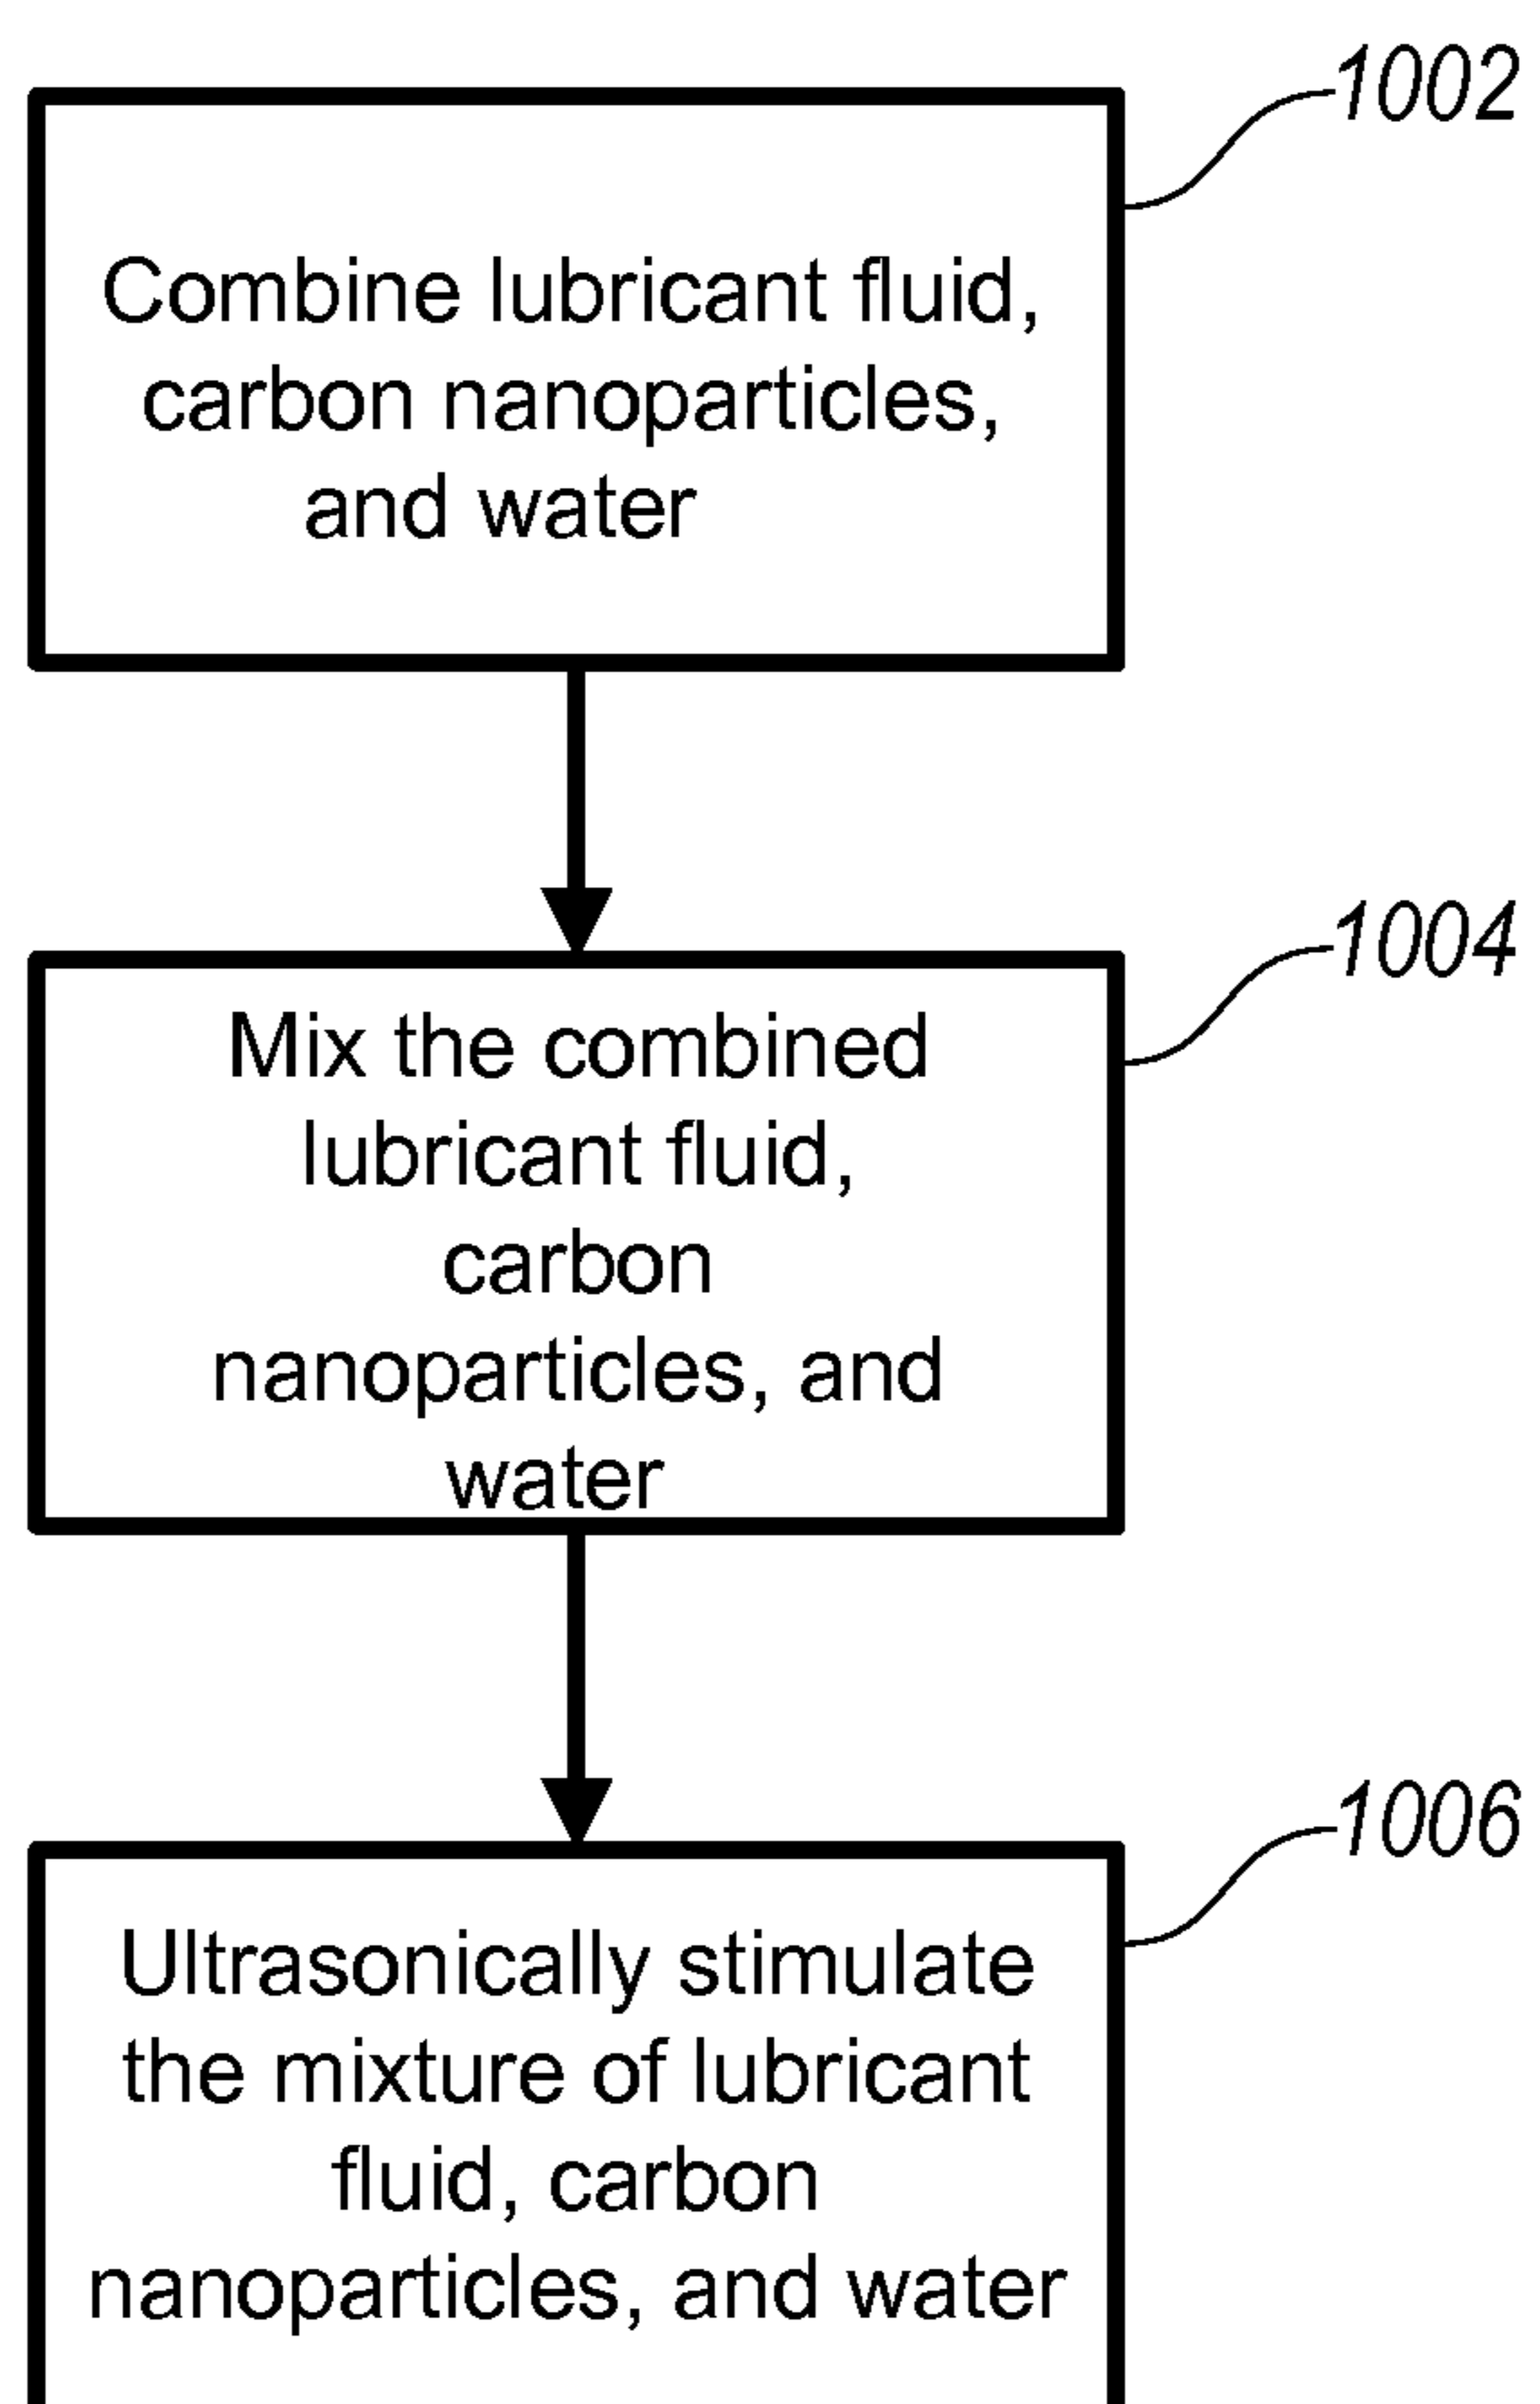 1002
Combine lubricant fluid,
carbon nanoparticles,
and water
1004
Mix the combined
lubricant fluid,
carbon
nanoparticles, and
water
1006
Ultrasonically stimulate
the mixture of lubricant
fluid, carbon
nanoparticles, and water